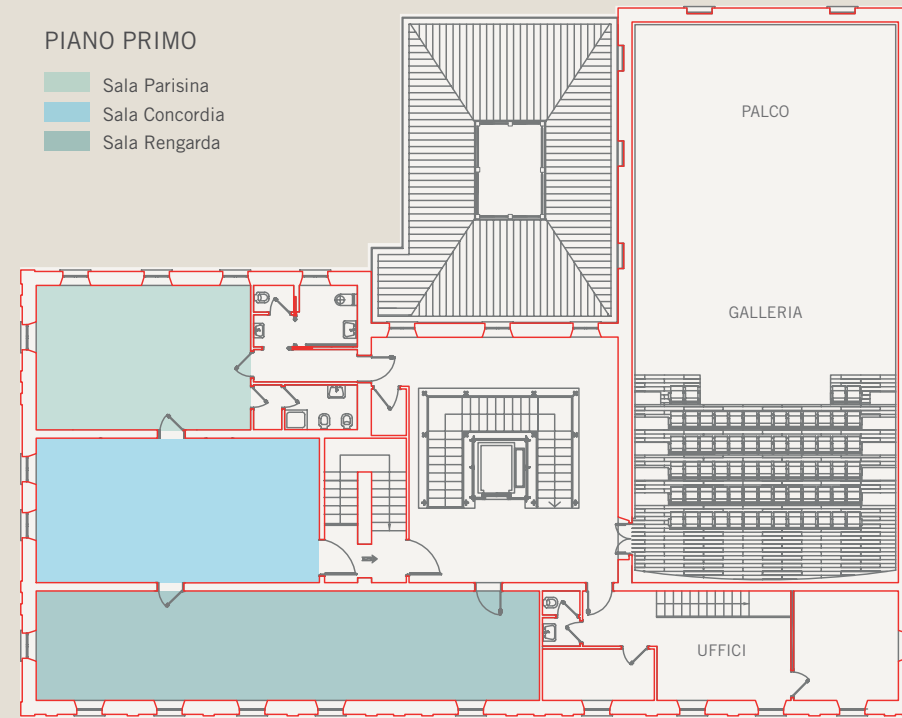 PIANO PRIMO
Sala Parisina
Sala Concordia
Sala Rengarda
PALCO
GALLERIA
UFFICI